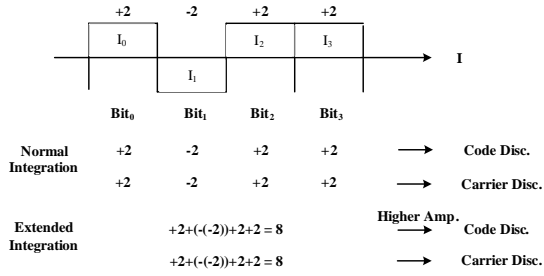 +2 -2 +2 +2
I0 I2 I3
I
I1
Bit0 Bit1 Bit2 Bit3
Normal Integration
+2 -2 +2 +2 Code Disc.
+2 -2 +2 +2 Carrier Disc.
Higher Amp.
Extended Integration
+2+(-(-2))+2+2 = 8 Code Disc.
+2+(-(-2))+2+2 = 8 Carrier Disc.